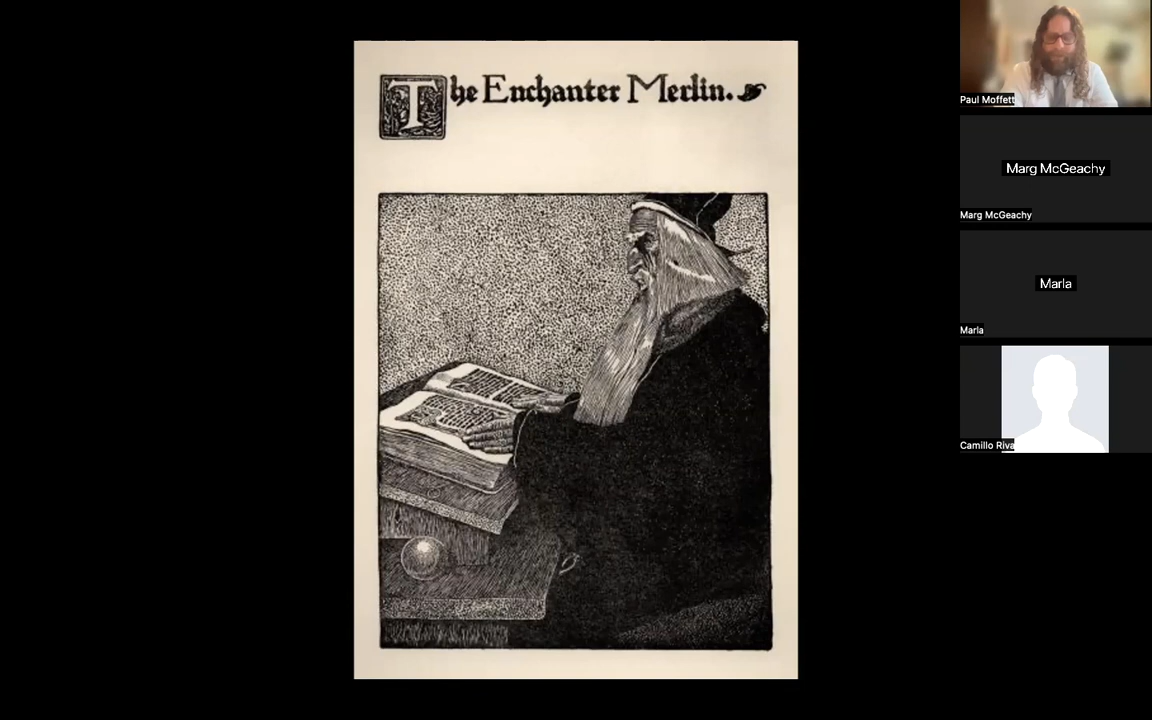 The Enchanter Merlin.
Paul Moffett
Marg McGeachy
Marg McGeachy
Marla
Marla
Camillo Riva